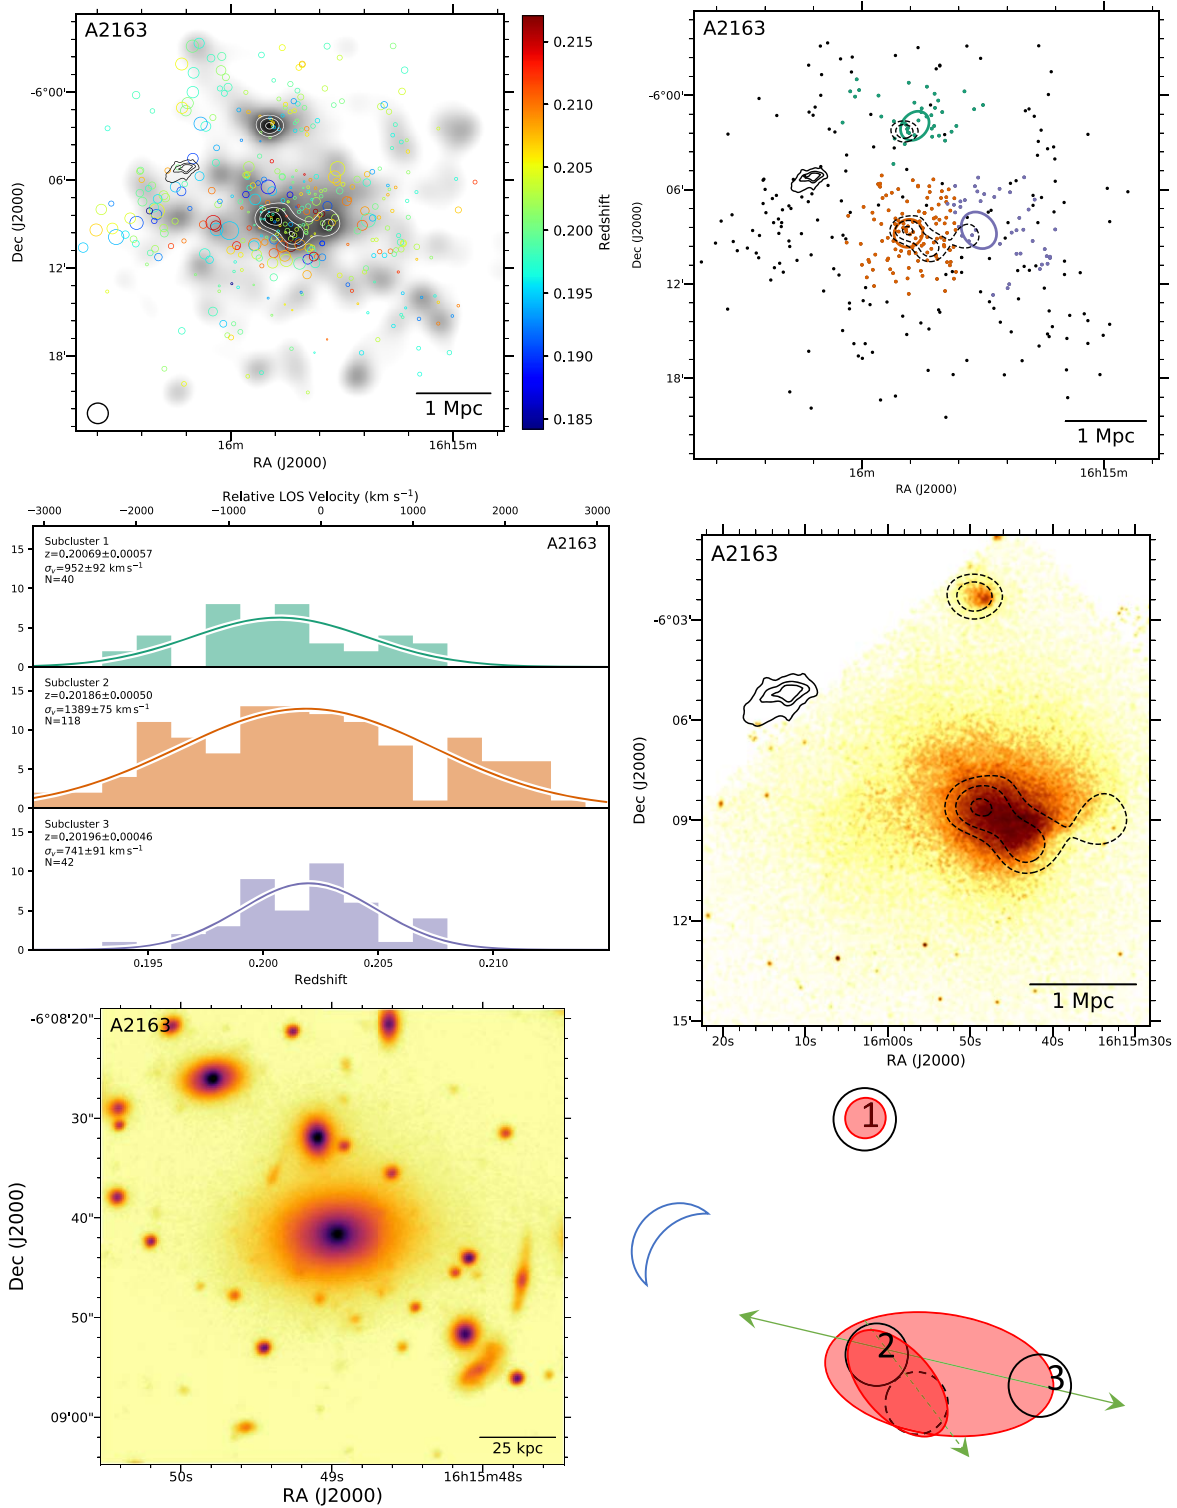 A2163
-6°00'
06'
12'
18'
Dec (J2000)
16m
16h15m
RA (J2000)
1 Mpc
0.215
0.210
0.205
0.200
0.195
0.190
0.185
Redshift
A2163
-6°00'
06'
12'
18'
Dec (J2000)
16m
16h15m
RA (J2000)
1 Mpc
Relative LOS Velocity (km s⁻¹)
−3000 −2000 −1000 0 1000 2000 3000
A2163
Subcluster 1
z=0.20069±0.00057
σᵥ=952±92 km s⁻¹
N=40
15
10
5
0
Subcluster 2
z=0.20186±0.00050
σᵥ=1389±75 km s⁻¹
N=118
15
10
5
0
Subcluster 3
z=0.20196±0.00046
σᵥ=741±91 km s⁻¹
N=42
15
10
5
0
0.195 0.200 0.205 0.210
Redshift
A2163
-6°03'
06'
09'
12'
15'
Dec (J2000)
1 Mpc
20s 10s 16h00s 50s 40s 16h15m30s
RA (J2000)
A2163
-6°08'20"
30"
40"
50"
09'00"
Dec (J2000)
25 kpc
50s 49s 16h15m48s
RA (J2000)
1
2
3